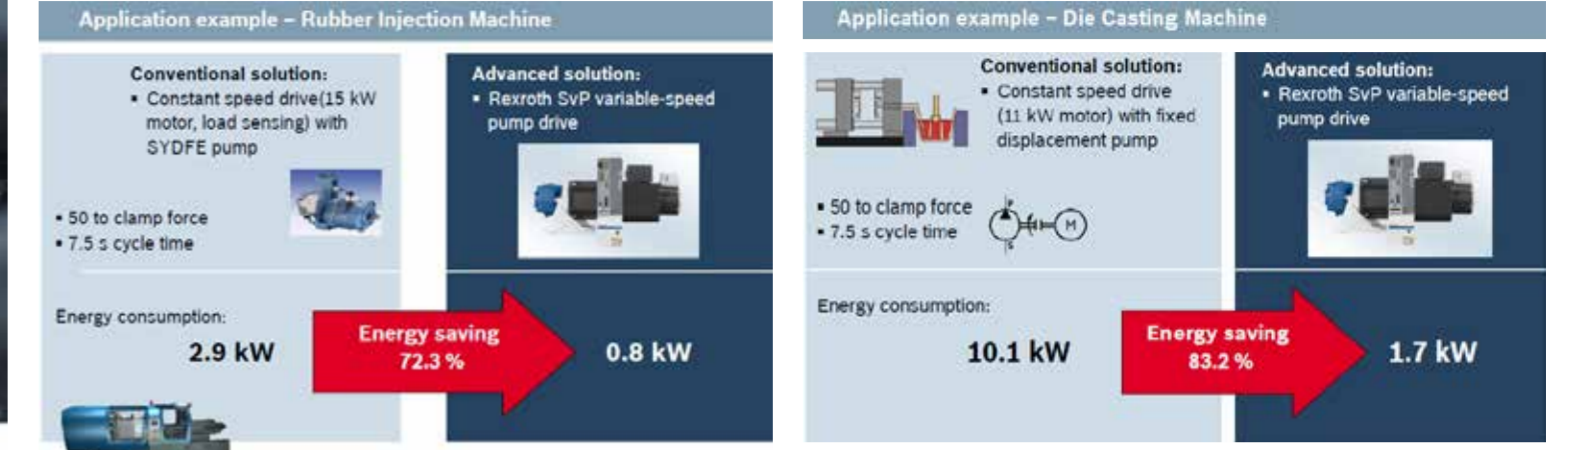 Application example – Rubber Injection Machine
Conventional solution:
▪ Constant speed drive(15 kW
motor, load sensing) with
SYDFE pump
▪ 50 to clamp force
▪ 7.5 s cycle time
Advanced solution:
▪ Rexroth SvP variable-speed
pump drive
Energy consumption:
2.9 kW
Energy saving
72.3 %
0.8 kW
Application example – Die Casting Machine
Conventional solution:
▪ Constant speed drive
(11 kW motor) with fixed
displacement pump
▪ 50 to clamp force
▪ 7.5 s cycle time
P
M
S
Advanced solution:
▪ Rexroth SvP variable-speed
pump drive
Energy consumption:
10.1 kW
Energy saving
83.2 %
1.7 kW